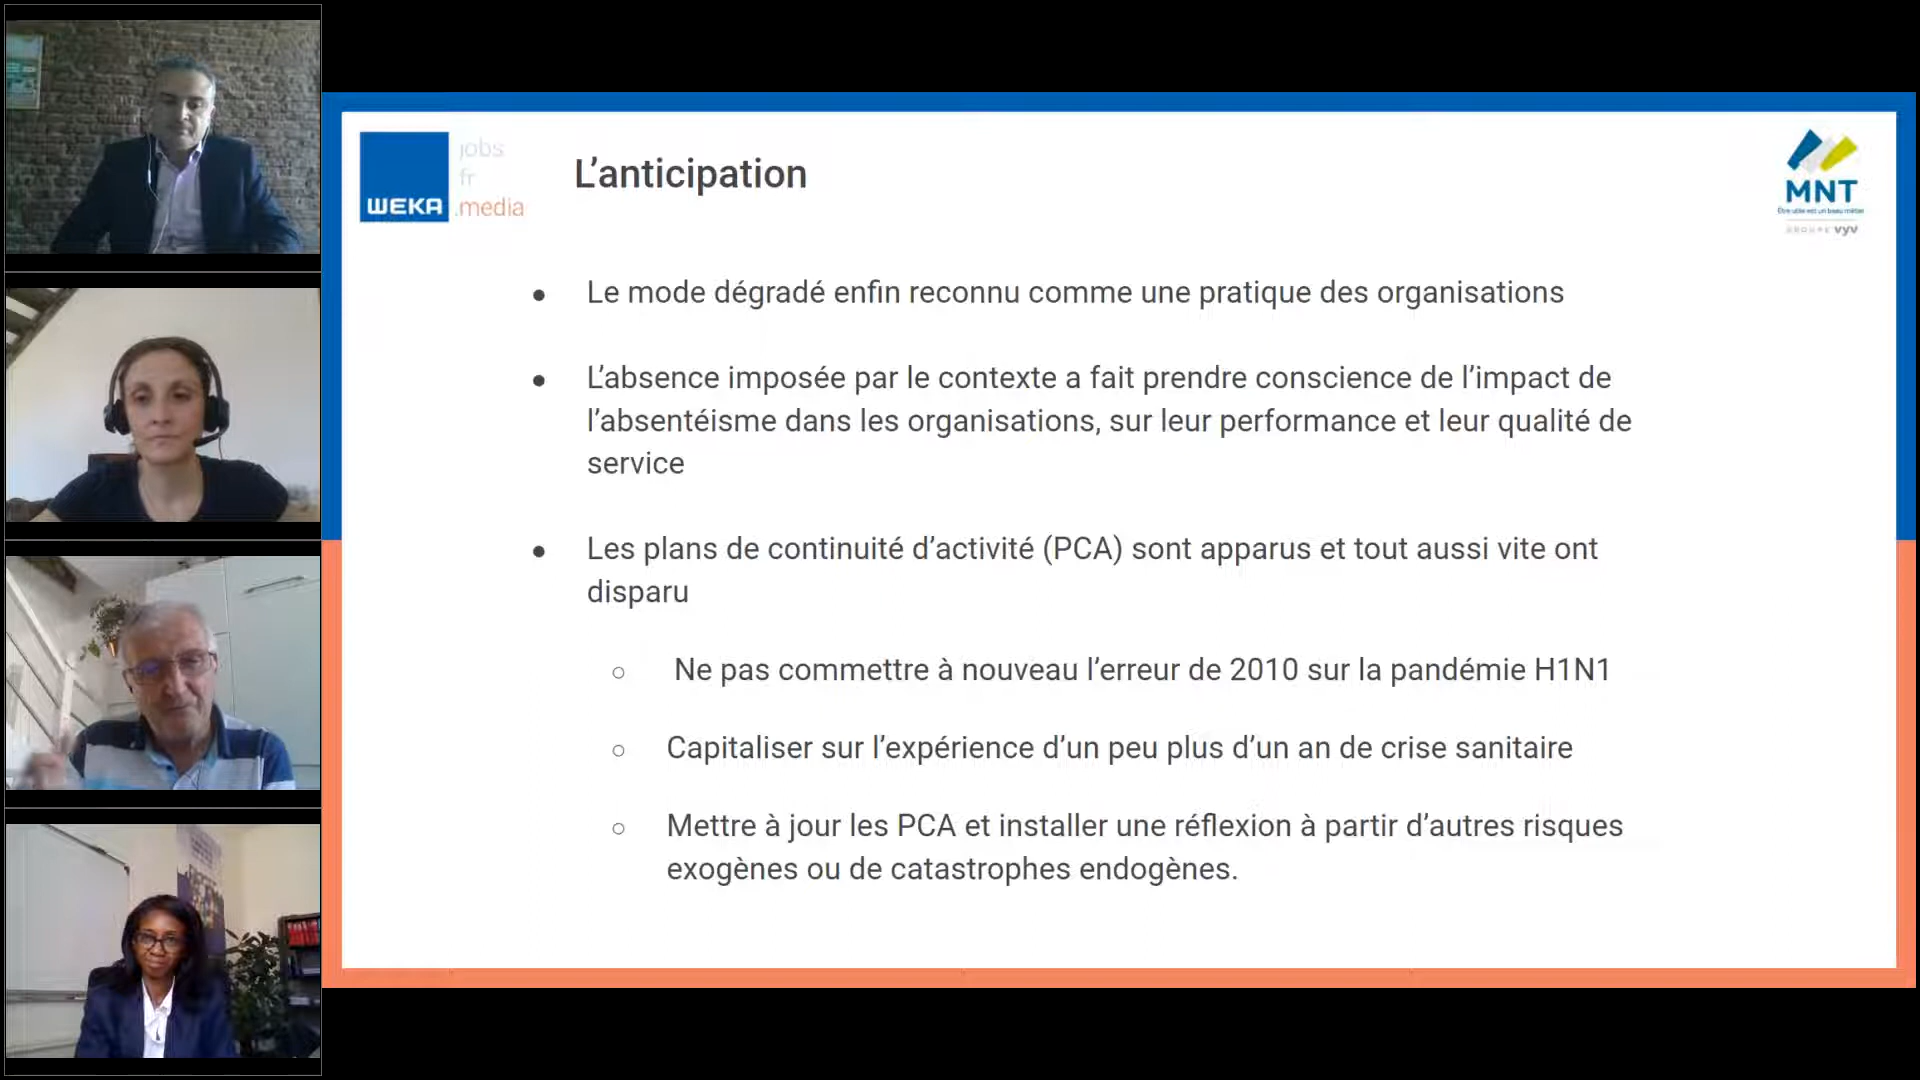 jobs
fr
WEKA .media
L’anticipation
MNT
Être utile est un beau métier
GROUPE vyv
● Le mode dégradé enfin reconnu comme une pratique des organisations
● L’absence imposée par le contexte a fait prendre conscience de l’impact de
l’absentéisme dans les organisations, sur leur performance et leur qualité de
service
● Les plans de continuité d’activité (PCA) sont apparus et tout aussi vite ont
disparu
○ Ne pas commettre à nouveau l’erreur de 2010 sur la pandémie H1N1
○ Capitaliser sur l’expérience d’un peu plus d’un an de crise sanitaire
○ Mettre à jour les PCA et installer une réflexion à partir d’autres risques
exogènes ou de catastrophes endogènes.